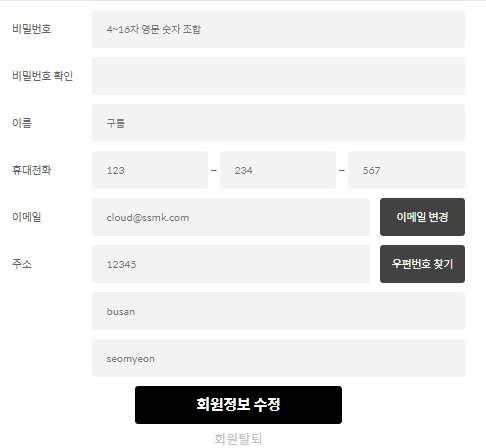 비밀번호 4~16자 영문 숫자 조합
비밀번호 확인
이름 구름
휴대전화 123 - 234 - 567
이메일 cloud@ssmk.com 이메일 변경
주소 12345 우편번호 찾기
busan
seomyeon
회원정보 수정
회원탈퇴